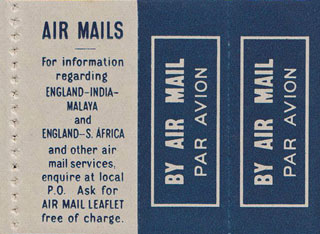 AIR MAILS
For information
regarding
ENGLAND–INDIA–
MALAYA
and
ENGLAND–S. ÁFRICA
and other air
mail services,
enquire at local
P.O. Ask for
AIR MAIL LEAFLET
free of charge.
BY AIR MAIL
PAR AVION
BY AIR MAIL
PAR AVION